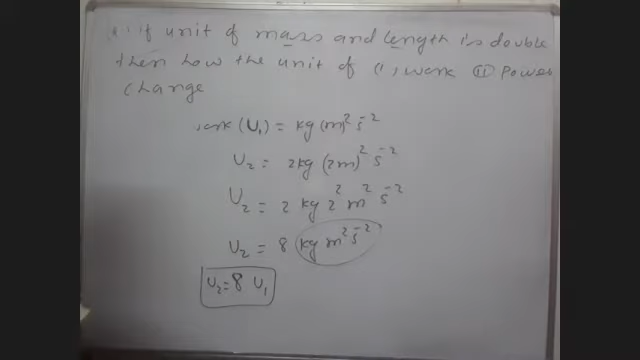 if unit of mass and length is double
then how the unit of (i) work (ii) Power
change
work (U₁) = kg (m)² s⁻²
U₂ = 2kg (2m)² s⁻²
U₂ = 2 kg 2² m² s⁻²
U₂ = 8 kg m² s⁻²
U₂ = 8 U₁